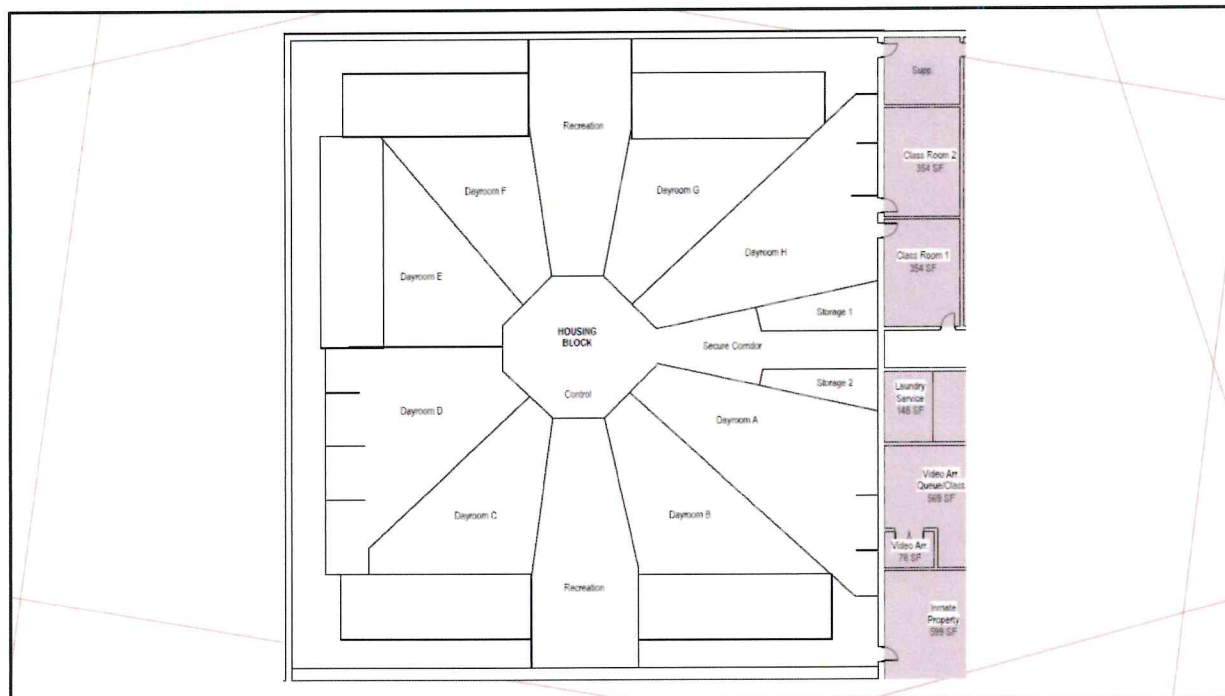 Supp.
Recreation
Class Room 2
354 SF
Dayroom F
Dayroom G
Dayroom H
Class Room 1
354 SF
Dayroom E
Storage 1
HOUSING
BLOCK
Secure Corridor
Storage 2
Laundry
Service
148 SF
Control
Dayroom D
Dayroom A
Video Arr.
Queue/Class
569 SF
Dayroom C
Dayroom B
Video Arr.
78 SF
Recreation
Inmate
Property
599 SF